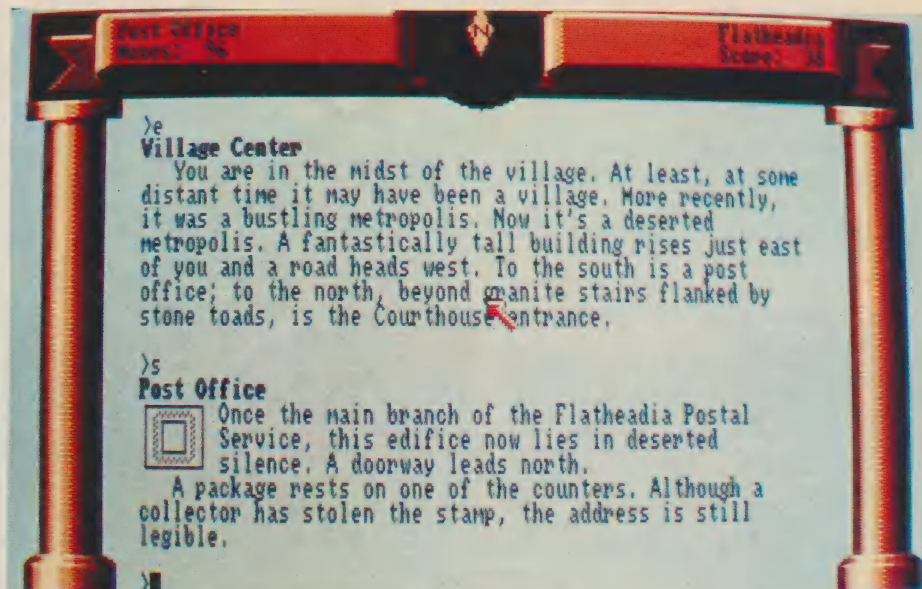 Post Office
Flatheadia
Moves: 96
Score: 38
N
>e
Village Center
You are in the midst of the village. At least, at some
distant time it may have been a village. More recently,
it was a bustling metropolis. Now it's a deserted
metropolis. A fantastically tall building rises just east
of you and a road heads west. To the south is a post
office; to the north, beyond granite stairs flanked by
stone toads, is the Courthouse entrance.
>s
Post Office
Once the main branch of the Flatheadia Postal
Service, this edifice now lies in deserted
silence. A doorway leads north.
A package rests on one of the counters. Although a
collector has stolen the stamp, the address is still
legible.
>